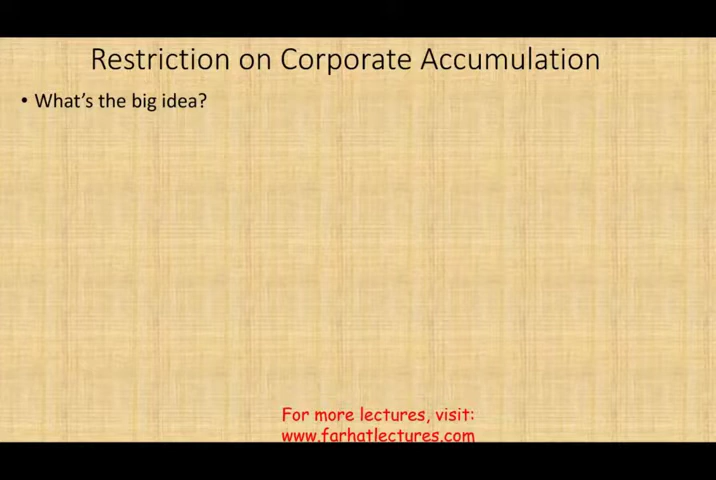 Restriction on Corporate Accumulation
• What's the big idea?
For more lectures, visit:
www.farhatlectures.com